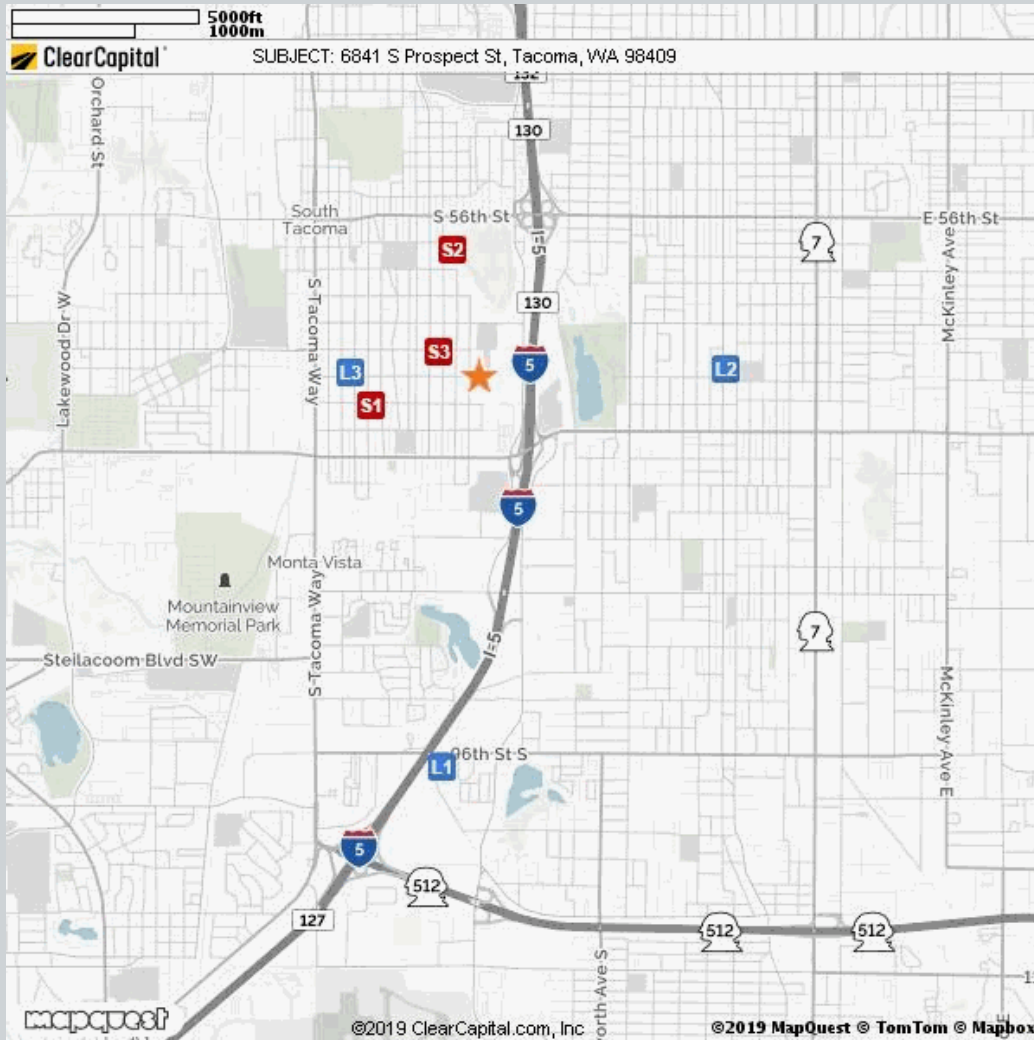 5000ft
1000m
ClearCapital
SUBJECT: 6841 S Prospect St, Tacoma, WA 98409
Orchard St
130
South
Tacoma
S 56th St
E 56th St
S2
I-5
7
McKinley Ave
Lakewood Dr W
S Tacoma Way
130
S3
5
L3
L2
S1
5
Monta Vista
Mountainview
Memorial Park
S Tacoma Way
7
I-5
Steilacoom Blvd SW
McKinley Ave E
96th St S
L1
5
512
127
512
512
mapquest
©2019 ClearCapital.com, Inc
©2019 MapQuest © TomTom © Mapbox